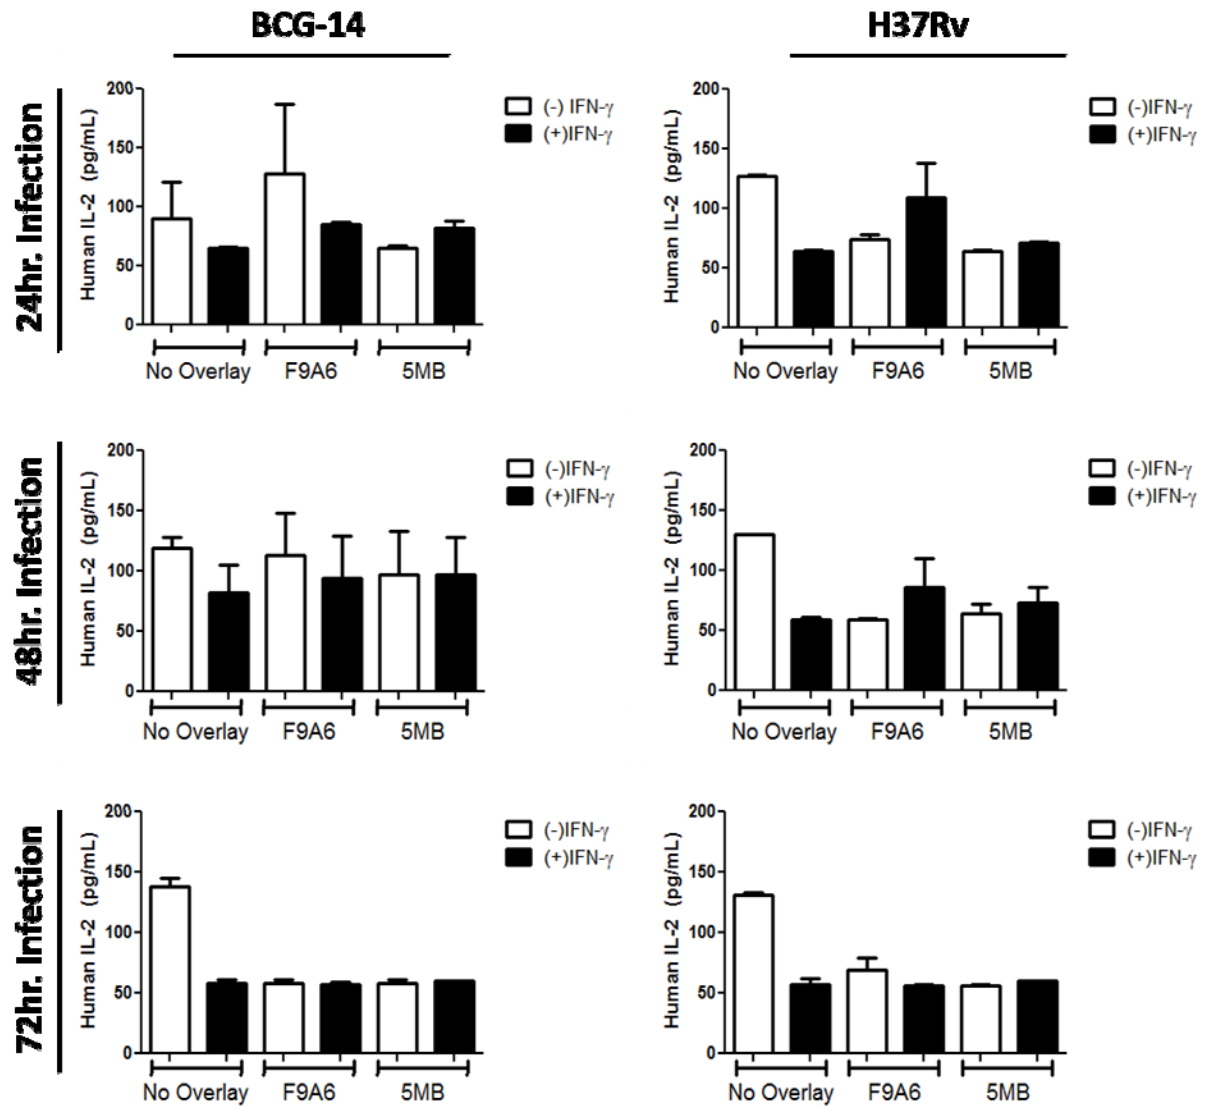 BCG-14
H37Rv
24hr. Infection
Human IL-2 (pg/mL)
200
150
100
50
0
No Overlay F9A6 5MB
(-) IFN-γ
(+)IFN-γ
Human IL-2 (pg/mL)
200
150
100
50
0
No Overlay F9A6 5MB
(-)IFN-γ
(+)IFN-γ
48hr. Infection
Human IL-2 (pg/mL)
200
150
100
50
0
No Overlay F9A6 5MB
(-)IFN-γ
(+)IFN-γ
Human IL-2 (pg/mL)
200
150
100
50
0
No Overlay F9A6 5MB
(-)IFN-γ
(+)IFN-γ
72hr. Infection
Human IL-2 (pg/mL)
200
150
100
50
0
No Overlay F9A6 5MB
(-)IFN-γ
(+)IFN-γ
Human IL-2 (pg/mL)
200
150
100
50
0
No Overlay F9A6 5MB
(-)IFN-γ
(+)IFN-γ